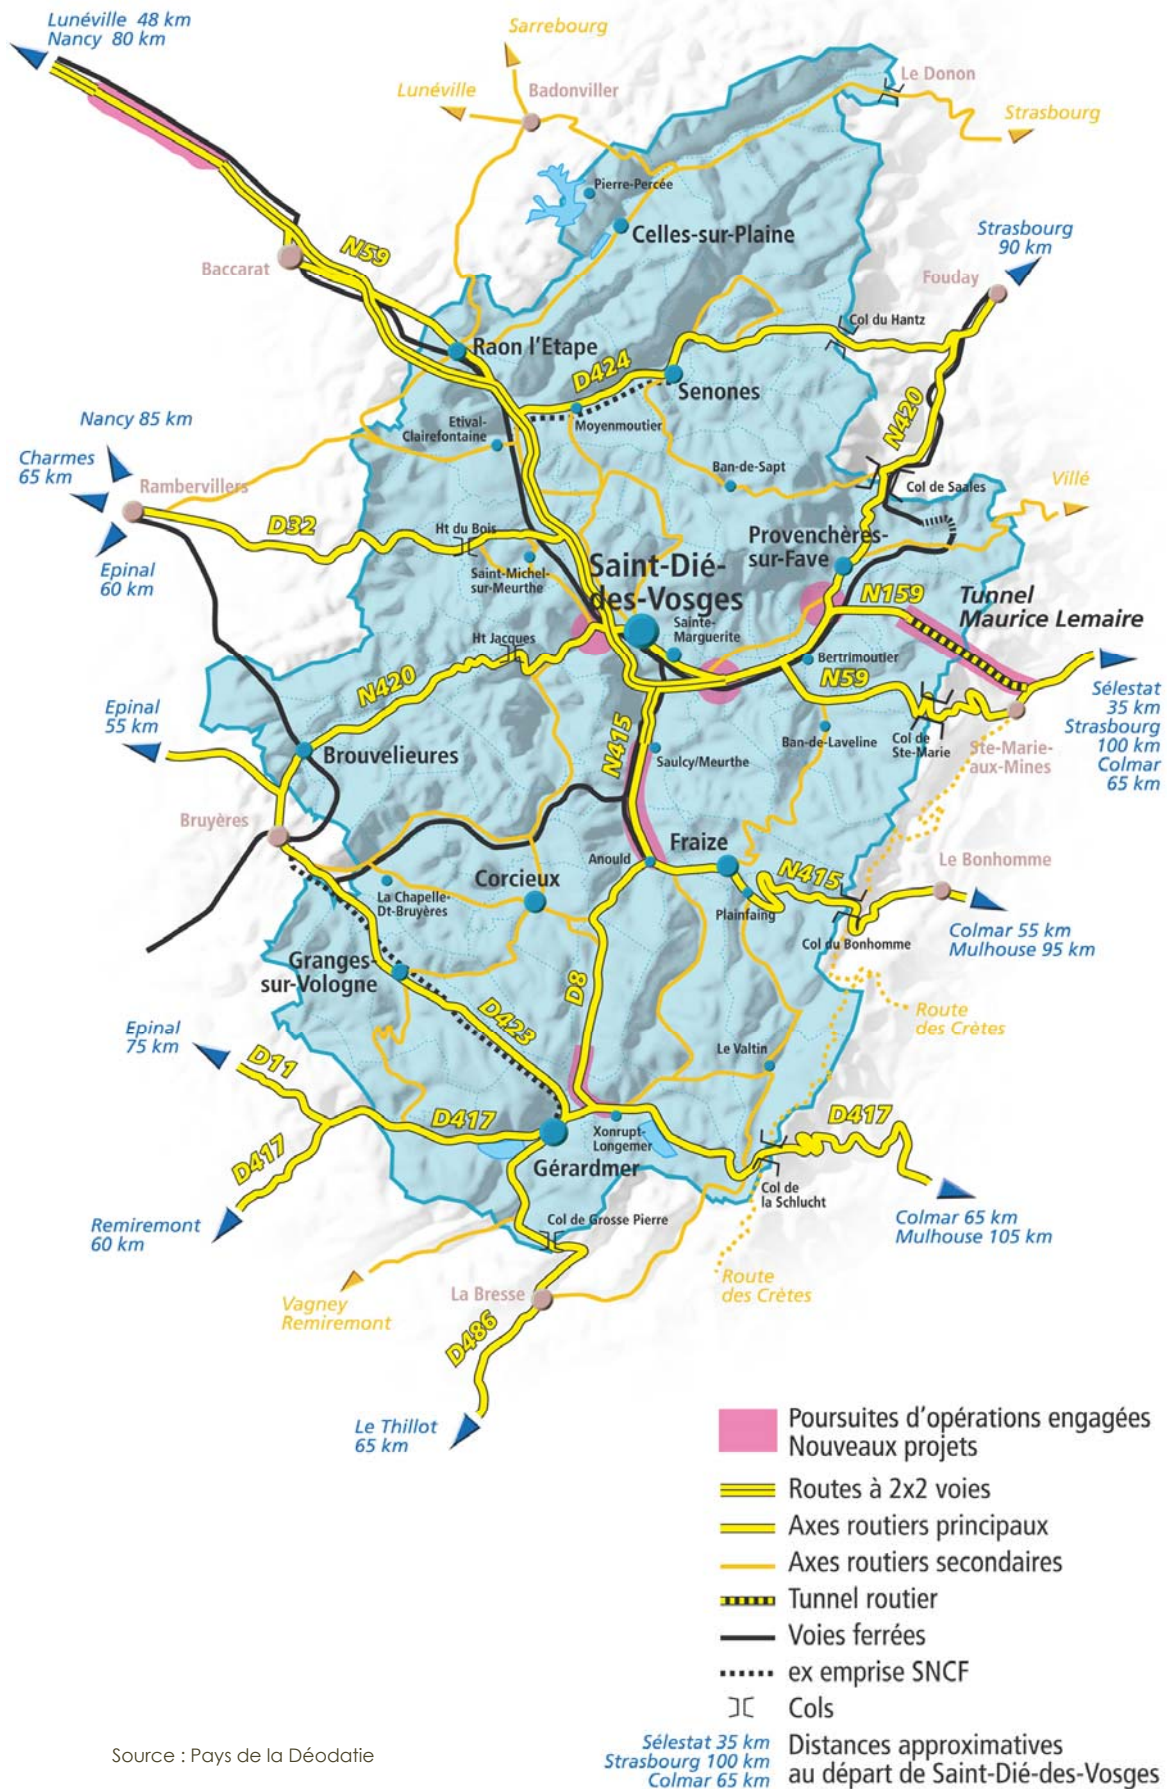 Lunéville 48 km
Nancy 80 km
Sarrebourg
Lunéville
Badonviller
Le Donon
Strasbourg
Pierre-Percée
Celles-sur-Plaine
Strasbourg
90 km
Fouday
N59
Baccarat
Col du Hantz
Raon l'Etape
D424
Senones
N420
Nancy 85 km
Etival-
Clairefontaine
Moyenmoutier
Charmes
65 km
Rambervillers
Ban-de-Sapt
Col de Saales
Villé
D32
Ht du Bois
Provenchères-
sur-Fave
Epinal
60 km
Saint-Michel-
sur-Meurthe
Saint-Dié-
des-Vosges
N159
Tunnel
Maurice Lemaire
Sainte-
Marguerite
Ht Jacques
Bertrimoutier
N420
N59
Sélestat
35 km
Strasbourg
100 km
Colmar
65 km
Epinal
55 km
N415
Ban-de-Laveline
Col de
Ste-Marie
Ste-Marie-
aux-Mines
Brouvelieures
Saulcy/Meurthe
Bruyères
Fraize
Anould
Le Bonhomme
N415
Corcieux
La Chapelle-
Dt-Bruyères
Plainfaing
Col du Bonhomme
Colmar 55 km
Mulhouse 95 km
Granges-
sur-Vologne
D8
Route
des Crètes
D423
Epinal
75 km
D11
Le Valtin
D417
D417
D417
Xonrupt-
Longemer
Gérardmer
Col de
la Schlucht
Remiremont
60 km
Col de Grosse Pierre
Colmar 65 km
Mulhouse 105 km
Route
des Crètes
Vagney
Remiremont
La Bresse
D486
Le Thillot
65 km
Poursuites d'opérations engagées
Nouveaux projets
Routes à 2x2 voies
Axes routiers principaux
Axes routiers secondaires
Tunnel routier
Voies ferrées
ex emprise SNCF
Cols
Sélestat 35 km
Strasbourg 100 km
Colmar 65 km
Distances approximatives
au départ de Saint-Dié-des-Vosges
Source : Pays de la Déodatie